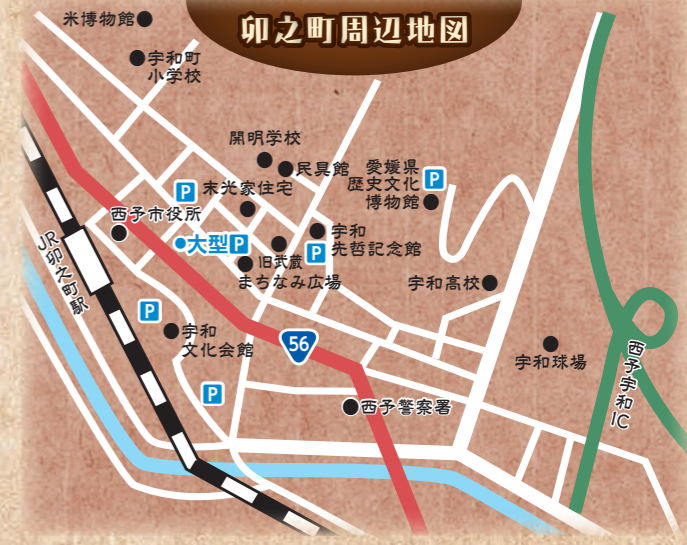 卯之町周辺地図
米博物館
宇和町
小学校
開明学校
民具館
愛媛県
歴史文化
博物館
P
P
末光家住宅
西予市役所
宇和
先哲記念館
大型P
P
旧武蔵
まちなみ広場
JR卯之町駅
宇和高校
P
宇和
文化会館
56
宇和球場
西予宇和IC
P
西予警察署